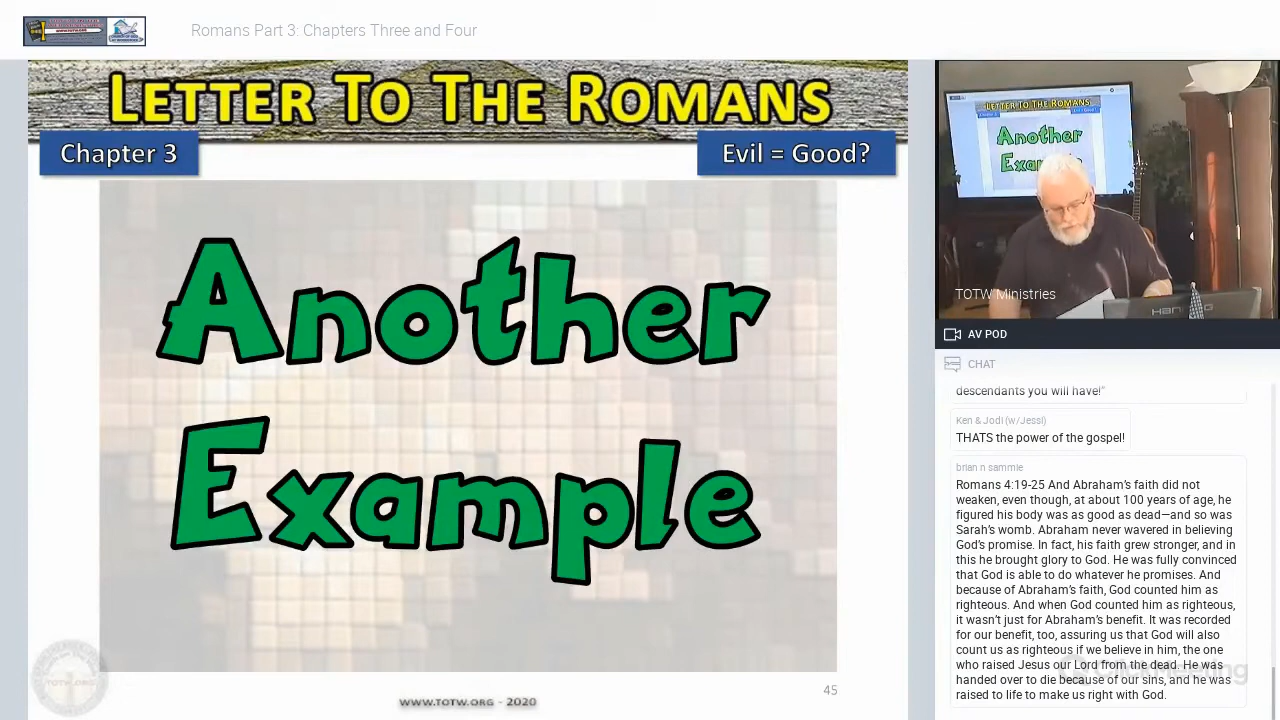 Romans Part 3: Chapters Three and Four
LETTER TO THE ROMANS
Chapter 3
Evil = Good?
Another
Example
TOTW.ORG
WWW.TOTW.ORG - 2020
45
LETTER TO THE ROMANS
Another
TOTW Ministries
AV POD
CHAT
descendants you will have!"
Ken & Jodi (w/Jessi)
THATS the power of the gospel!
brian n sammie
Romans 4:19-25 And Abraham's faith did not
weaken, even though, at about 100 years of age, he
figured his body was as good as dead—and so was
Sarah's womb. Abraham never wavered in believing
God's promise. In fact, his faith grew stronger, and in
this he brought glory to God. He was fully convinced
that God is able to do whatever he promises. And
because of Abraham's faith, God counted him as
righteous. And when God counted him as righteous,
it wasn't just for Abraham's benefit. It was recorded
for our benefit, too, assuring us that God will also
count us as righteous if we believe in him, the one
who raised Jesus our Lord from the dead. He was
handed over to die because of our sins, and he was
raised to life to make us right with God.